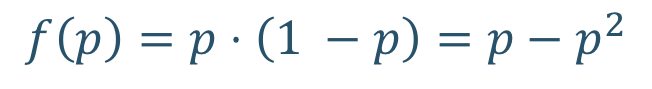 f(p) = p · (1 − p) = p − p²